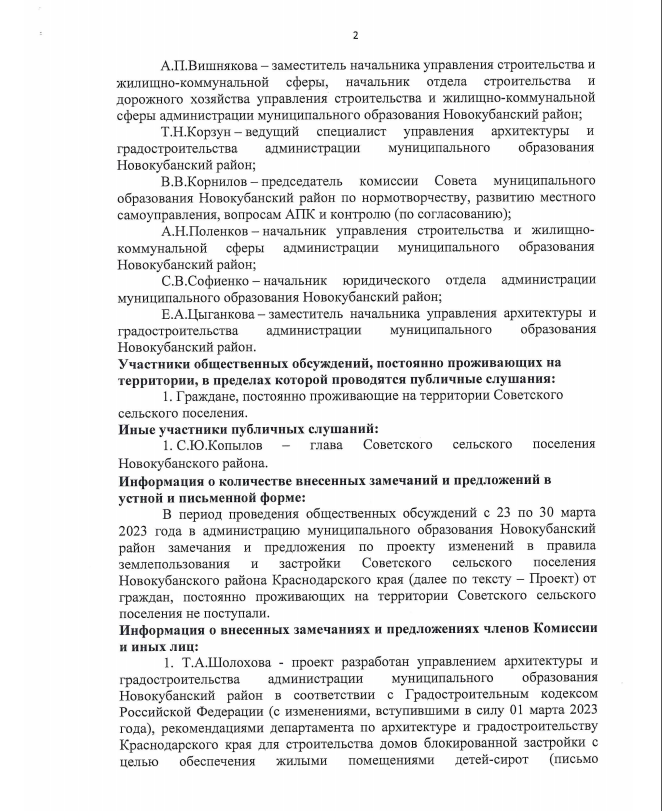 2
А.П.Вишнякова – заместитель начальника управления строительства и
жилищно-коммунальной сферы, начальник отдела строительства и
дорожного хозяйства управления строительства и жилищно-коммунальной
сферы администрации муниципального образования Новокубанский район;
Т.Н.Корзун – ведущий специалист управления архитектуры и
градостроительства администрации муниципального образования
Новокубанский район;
В.В.Корнилов – председатель комиссии Совета муниципального
образования Новокубанский район по нормотворчеству, развитию местного
самоуправления, вопросам АПК и контролю (по согласованию);
А.Н.Поленков – начальник управления строительства и жилищно-
коммунальной сферы администрации муниципального образования
Новокубанский район;
С.В.Софиенко – начальник юридического отдела администрации
муниципального образования Новокубанский район;
Е.А.Цыганкова – заместитель начальника управления архитектуры и
градостроительства администрации муниципального образования
Новокубанский район.
Участники общественных обсуждений, постоянно проживающих на
территории, в пределах которой проводятся публичные слушания:
1. Граждане, постоянно проживающие на территории Советского
сельского поселения.
Иные участники публичных слушаний:
1. С.Ю.Копылов – глава Советского сельского поселения
Новокубанского района.
Информация о количестве внесенных замечаний и предложений в
устной и письменной форме:
В период проведения общественных обсуждений с 23 по 30 марта
2023 года в администрацию муниципального образования Новокубанский
район замечания и предложения по проекту изменений в правила
землепользования и застройки Советского сельского поселения
Новокубанского района Краснодарского края (далее по тексту – Проект) от
граждан, постоянно проживающих на территории Советского сельского
поселения не поступали.
Информация о внесенных замечаниях и предложениях членов Комиссии
и иных лиц:
1. Т.А.Шолохова - проект разработан управлением архитектуры и
градостроительства администрации муниципального образования
Новокубанский район в соответствии с Градостроительным кодексом
Российской Федерации (с изменениями, вступившими в силу 01 марта 2023
года), рекомендациями департамента по архитектуре и градостроительству
Краснодарского края для строительства домов блокированной застройки с
целью обеспечения жилыми помещениями детей-сирот (письмо